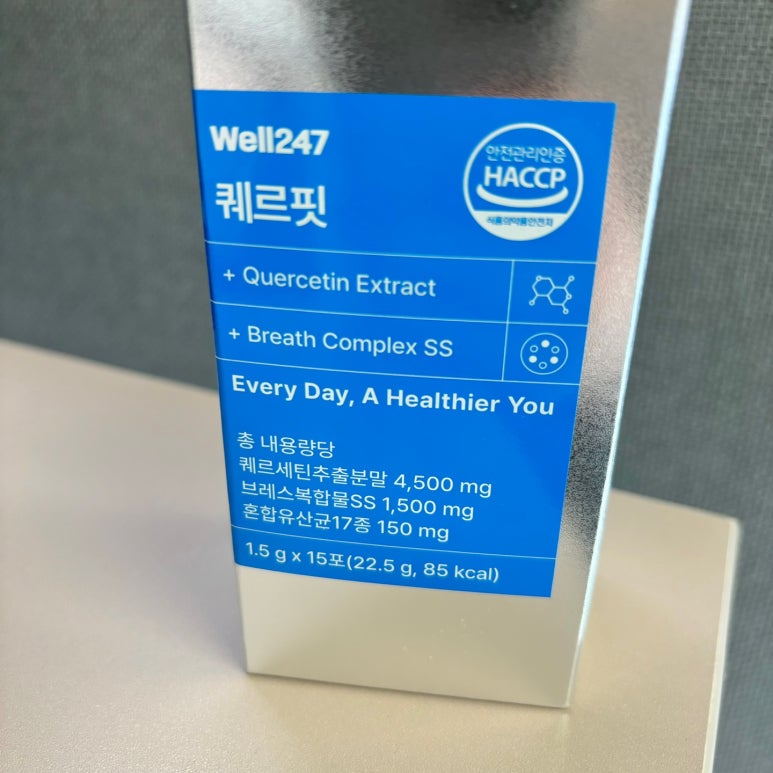 Well247
퀘르핏
안전관리인증
HACCP
식품의약품안전처
+ Quercetin Extract
+ Breath Complex SS
Every Day, A Healthier You
총 내용량당
퀘르세틴추출분말 4,500 mg
브레스복합물SS 1,500 mg
혼합유산균17종 150 mg
1.5 g x 15포(22.5 g, 85 kcal)